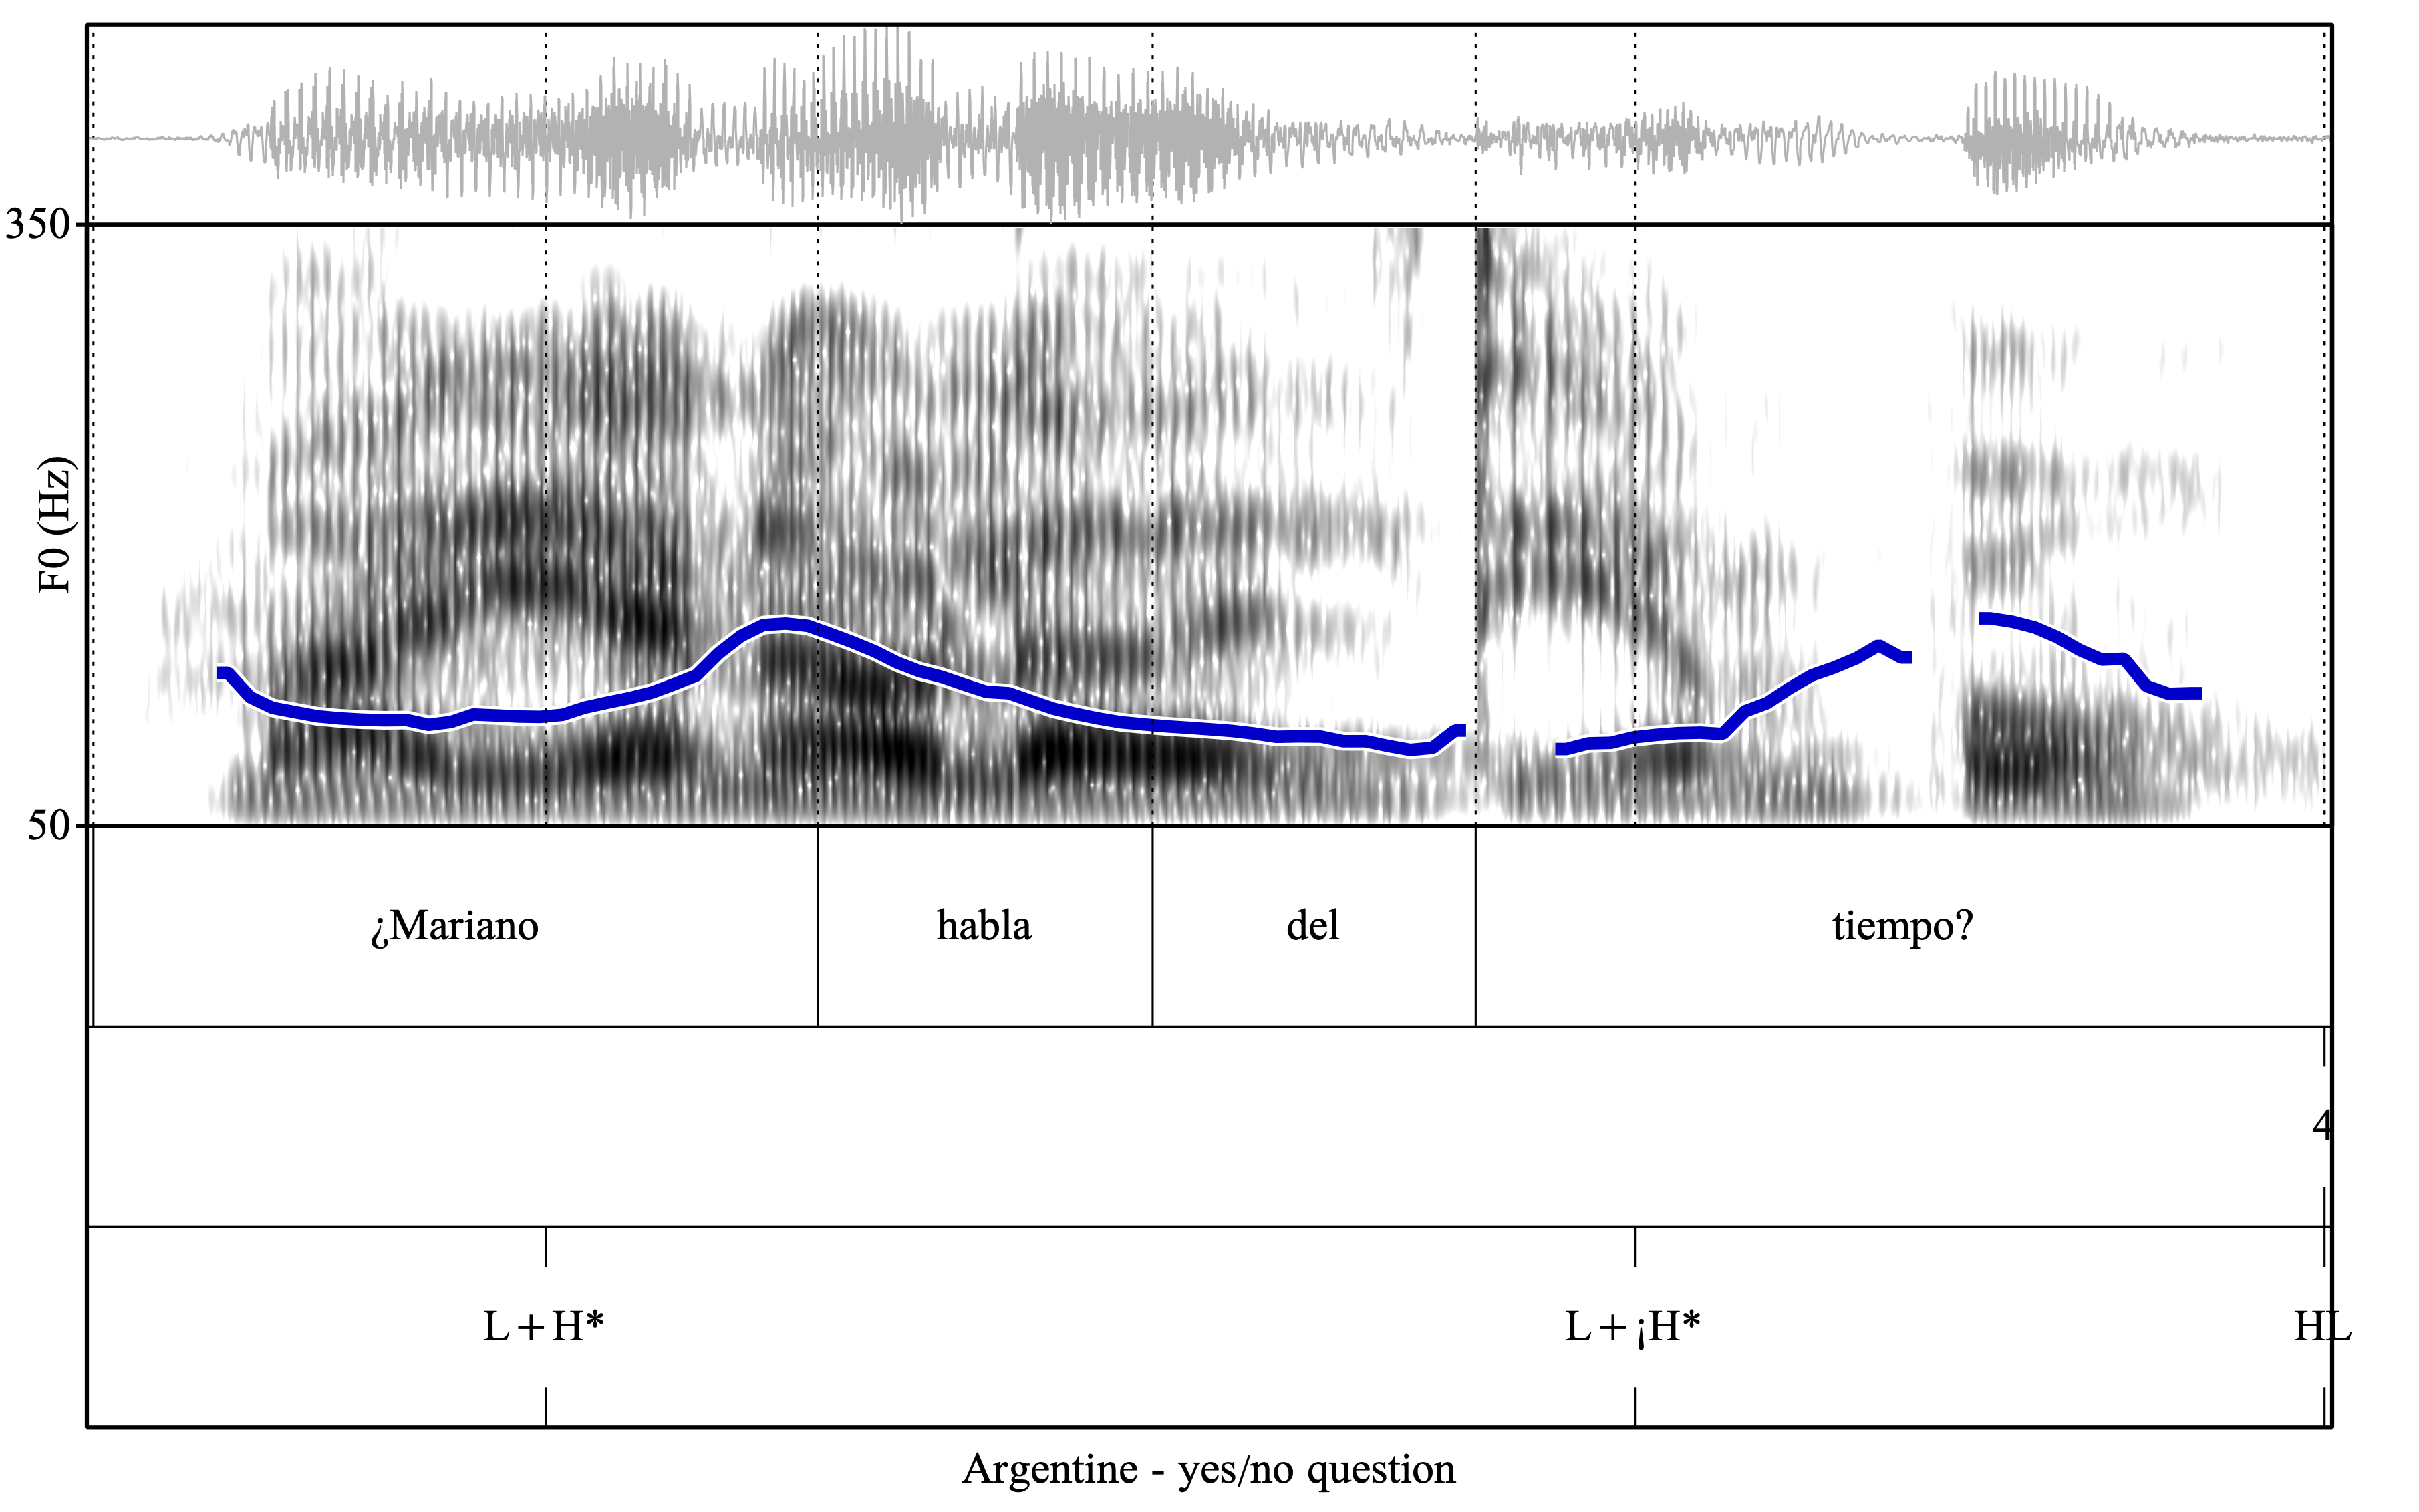 350
F0 (Hz)
50
¿Mariano habla del tiempo?
4
L+H* L+¡H* HL
Argentine - yes/no question